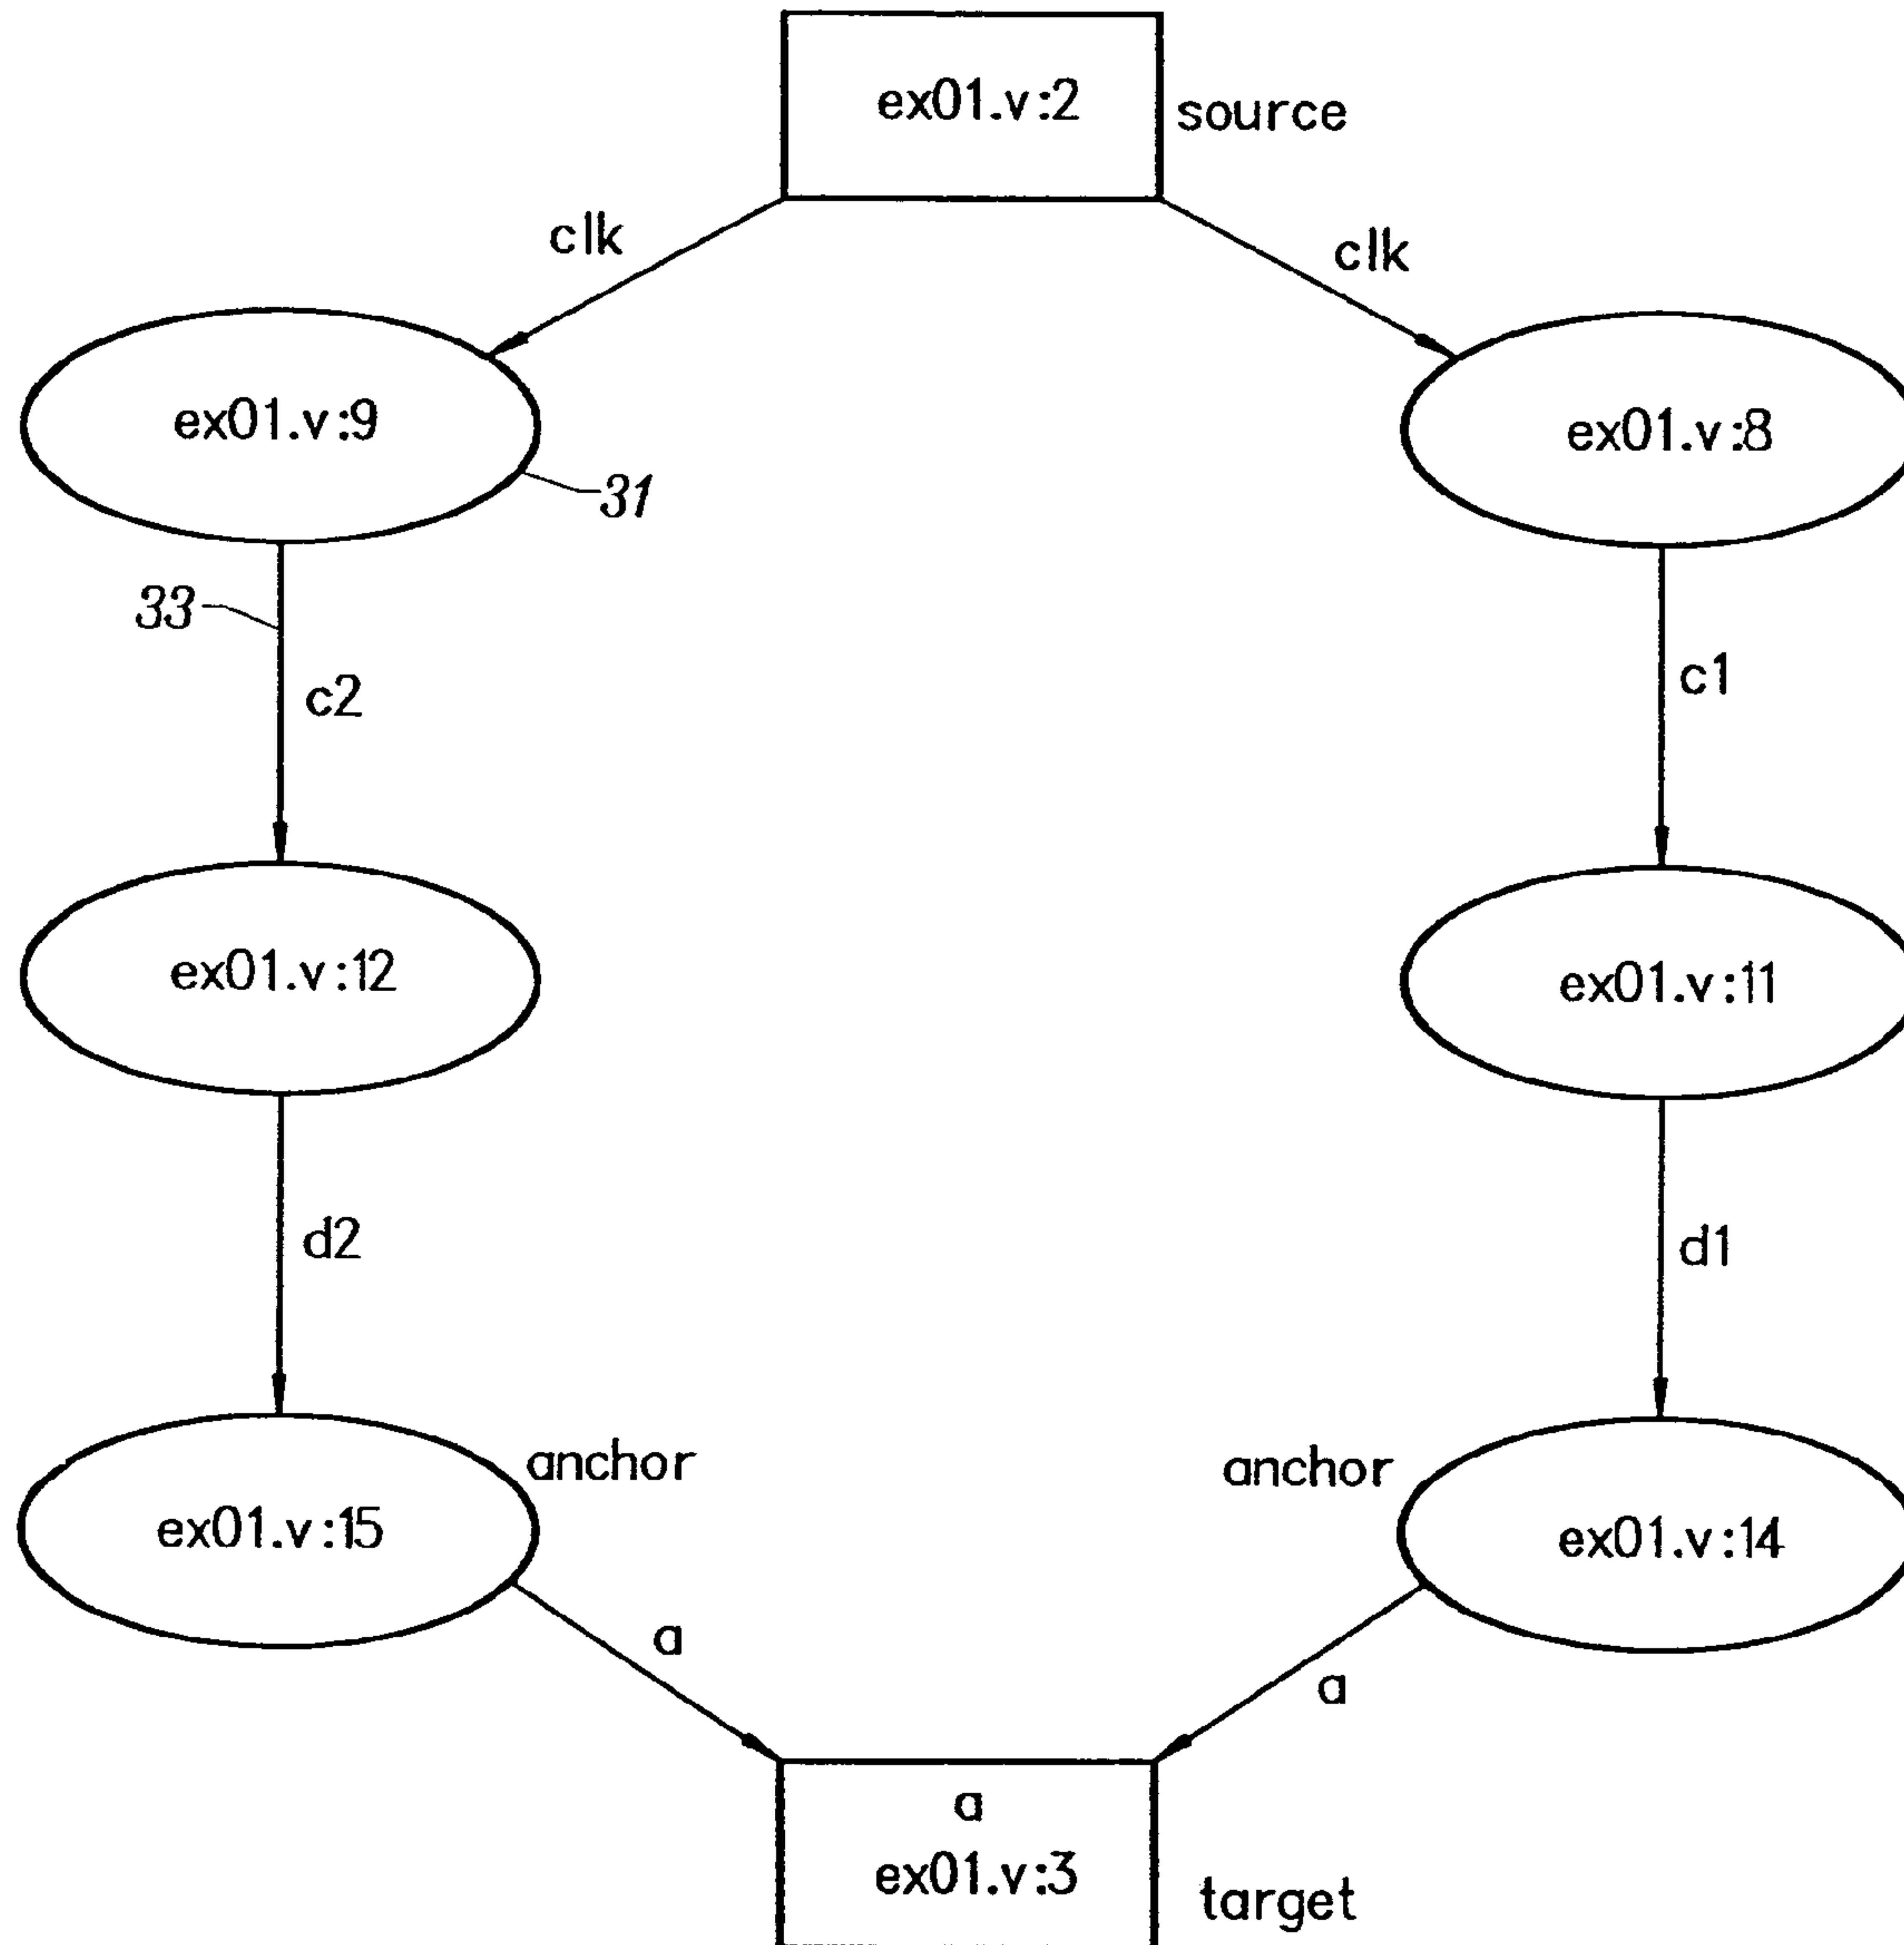 ex01.v:2
source
clk
clk
ex01.v:9
ex01.v:8
31
33
c2
c1
ex01.v:12
ex01.v:11
d2
d1
anchor
anchor
ex01.v:15
ex01.v:14
a
a
a
ex01.v:3
target